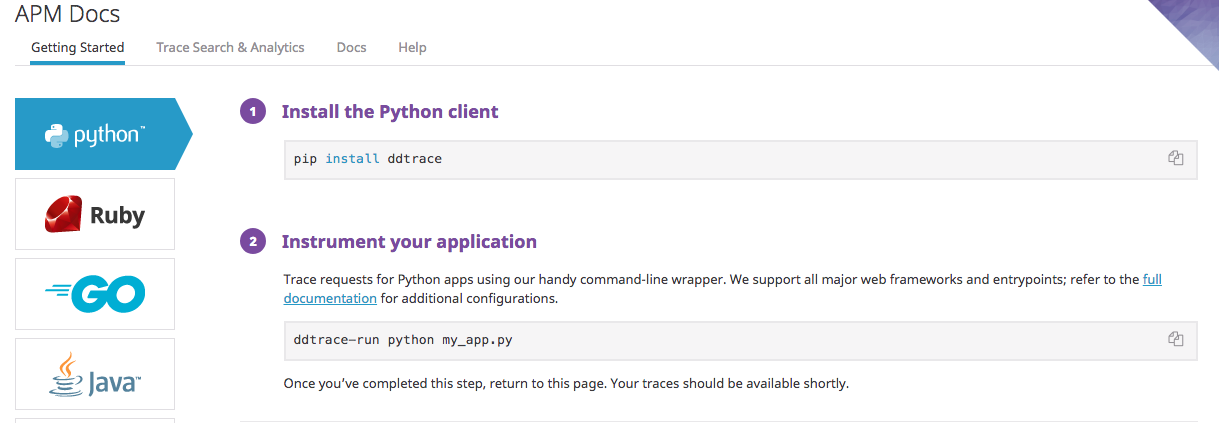 APM Docs
Getting Started Trace Search & Analytics Docs Help
python™
Ruby
GO
Java™
1 Install the Python client
pip install ddtrace
2 Instrument your application
Trace requests for Python apps using our handy command-line wrapper. We support all major web frameworks and entrypoints; refer to the full
documentation for additional configurations.
ddtrace-run python my_app.py
Once you’ve completed this step, return to this page. Your traces should be available shortly.